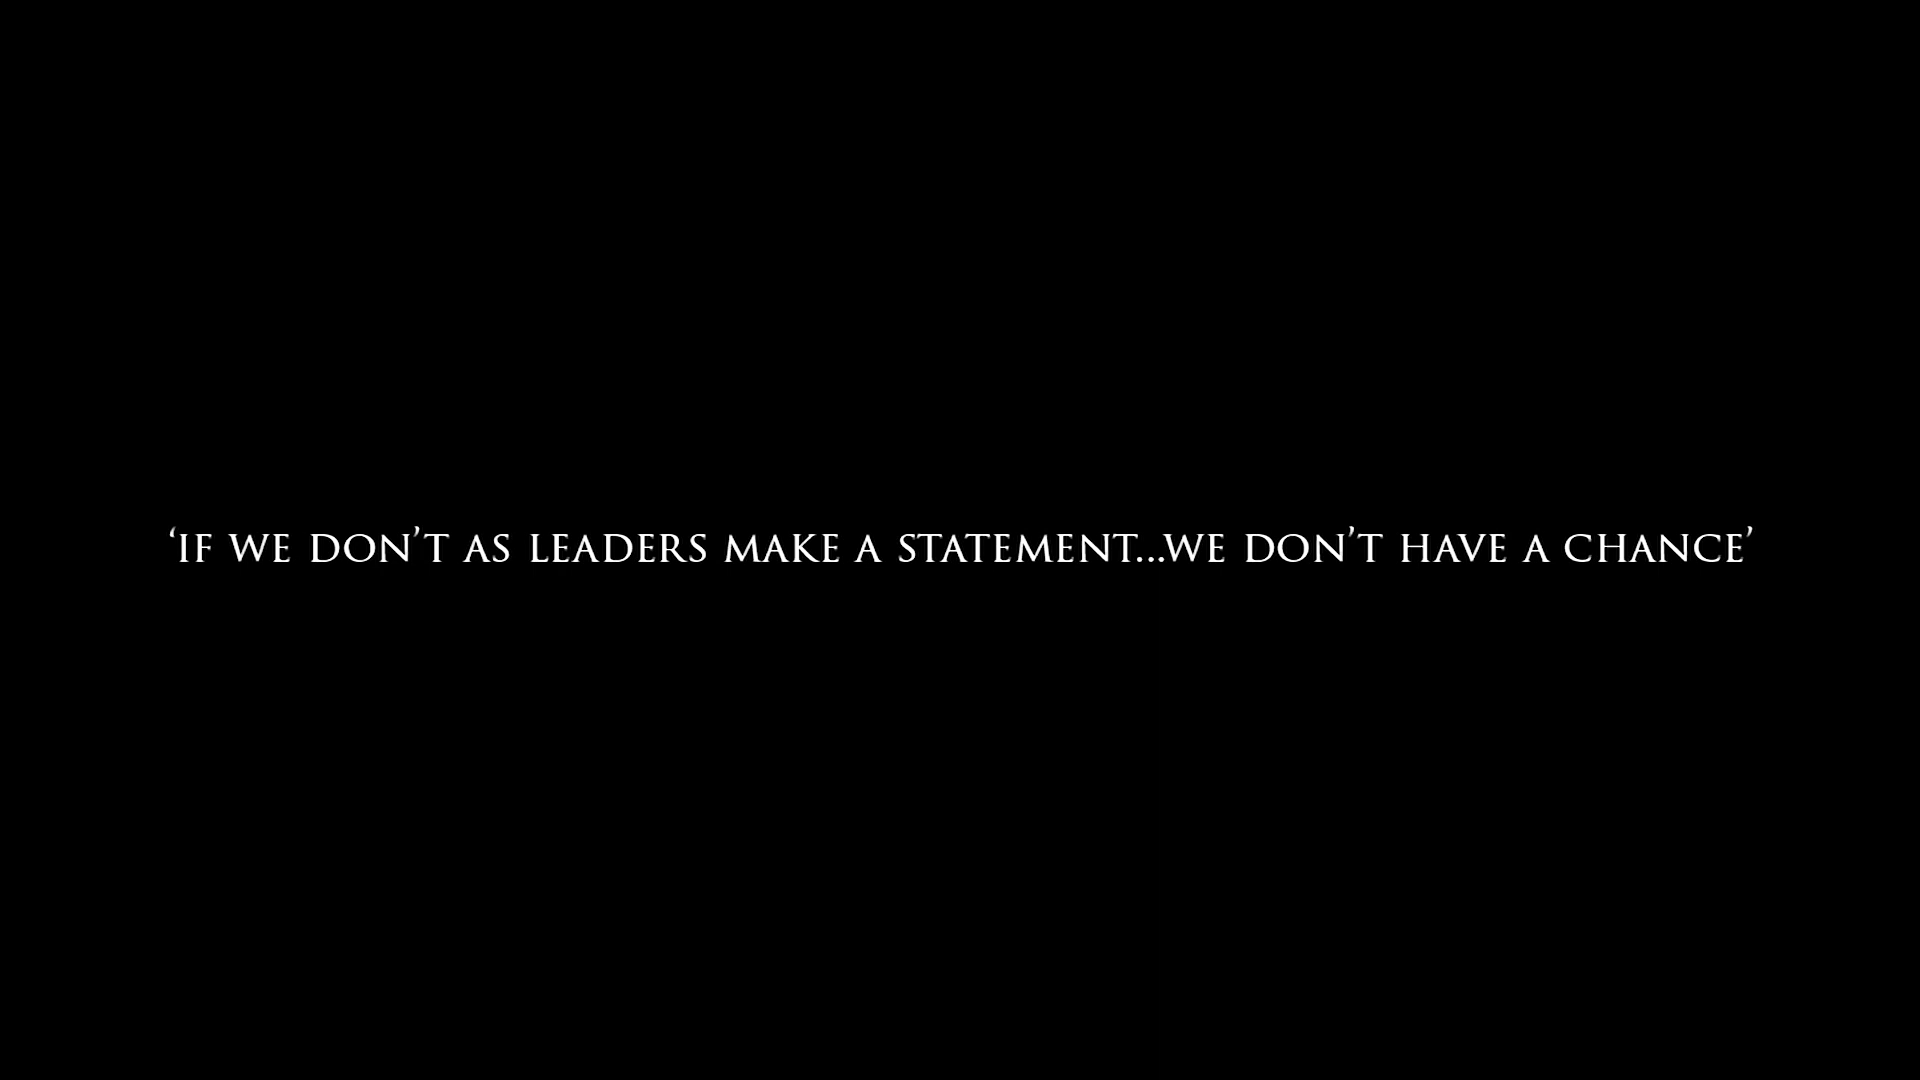 ‘IF WE DON’T AS LEADERS MAKE A STATEMENT...WE DON’T HAVE A CHANCE’